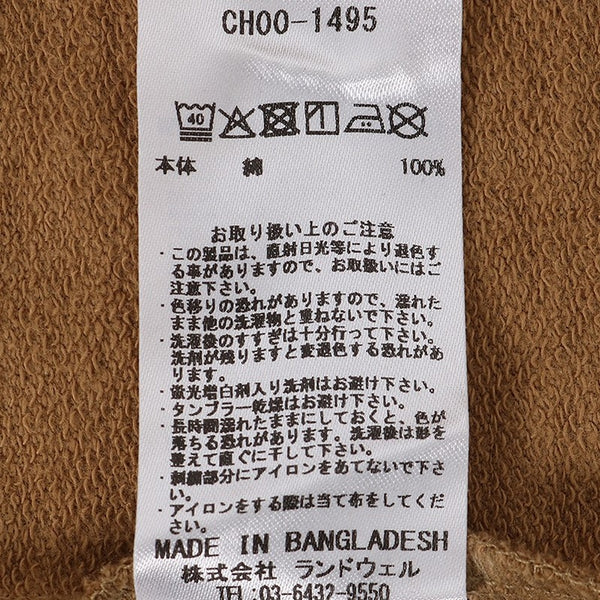 CH00-1495
40
本体 綿 100%
お取り扱い上のご注意
・この製品は、直射日光等により退色す
る事がありますので、お取扱いにはご
注意下さい。
・色移りの恐れがありますので、濡れた
まま他の洗濯物と重ねないで下さい。
・洗濯後のすすぎは十分行って下さい。
洗剤が残りますと変退色する恐れがあ
ります。
・蛍光増白剤入り洗剤はお避け下さい。
・タンブラー乾燥はお避け下さい。
・長時間濡れたままにしておくと、色が
落ちる恐れがあります。洗濯後は形を
整えて直ぐに干して下さい。
・刺繍部分にアイロンをあてないで下さ
い。
・アイロンをする際は当て布をしてくだ
さい。
MADE IN BANGLADESH
株式会社 ランドウェル
TEL:03-6432-9550